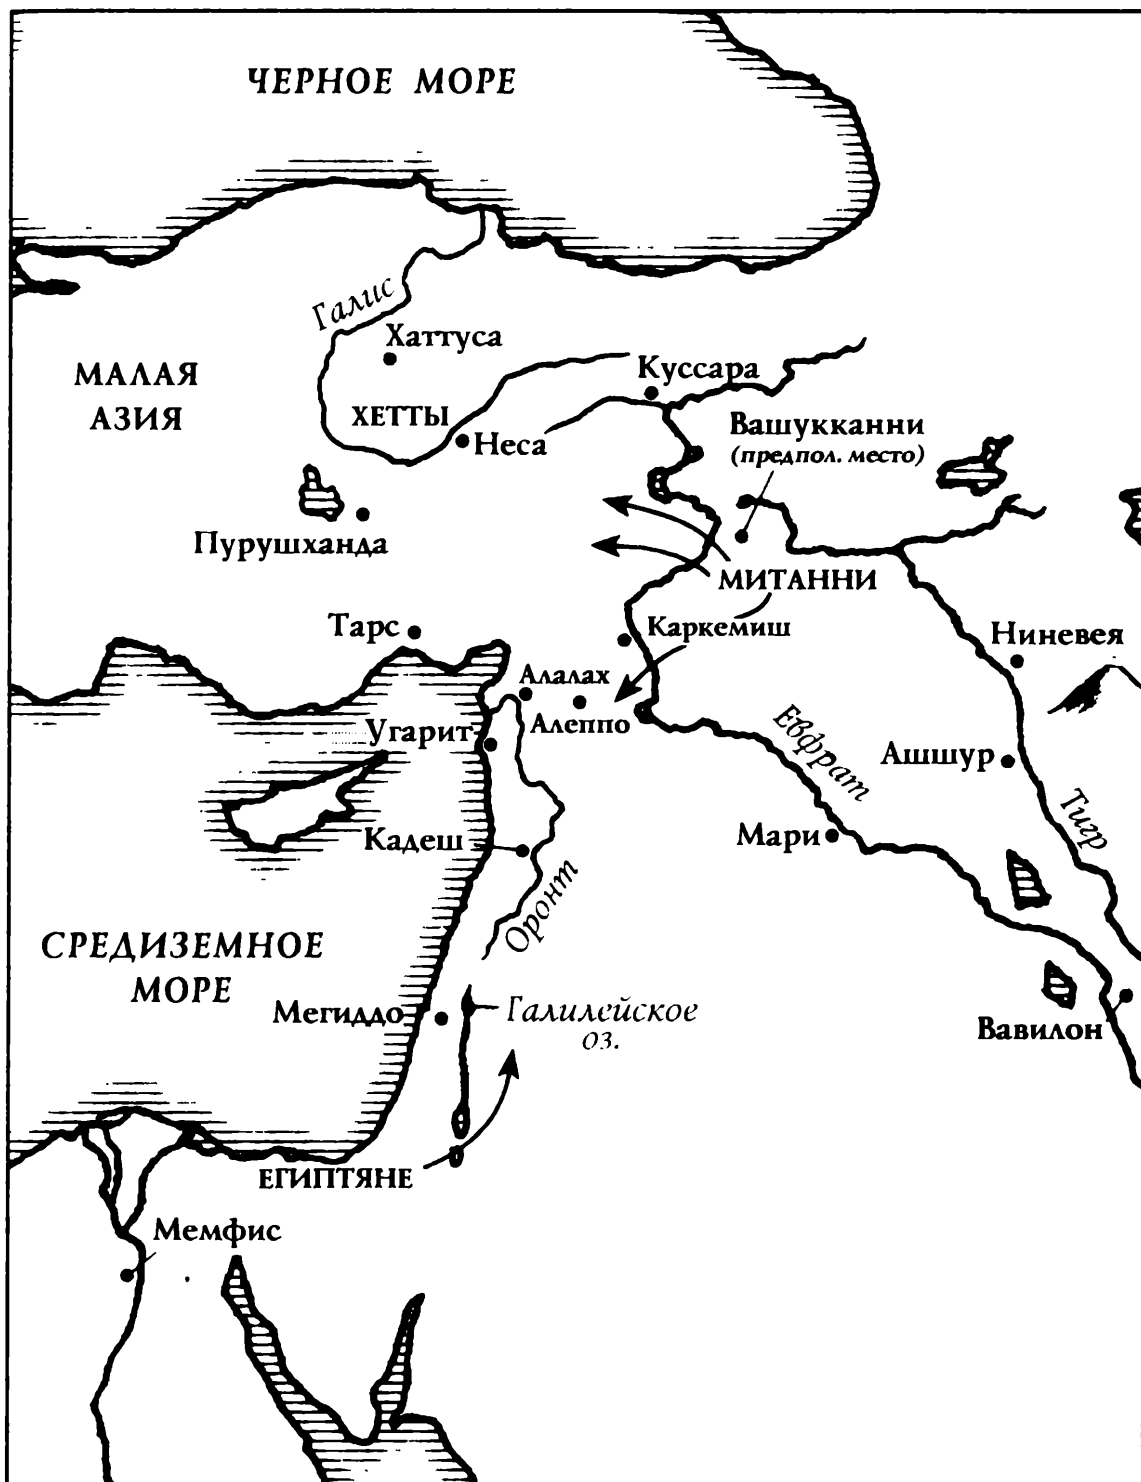 ЧЕРНОЕ МОРЕ
Галис
Хаттуса
МАЛАЯ
АЗИЯ
Куссара
ХЕТТЫ
Неса
Вашукканни
(предпол. место)
Пурушханда
МИТАННИ
Тарс
Каркемиш
Ниневея
Алалах
Алеппо
Угарит
Евфрат
Ашшур
Тигр
Мари
Кадеш
Оронт
СРЕДИЗЕМНОЕ
МОРЕ
Мегиддо
Галилейское
оз.
Вавилон
ЕГИПТЯНЕ
Мемфис